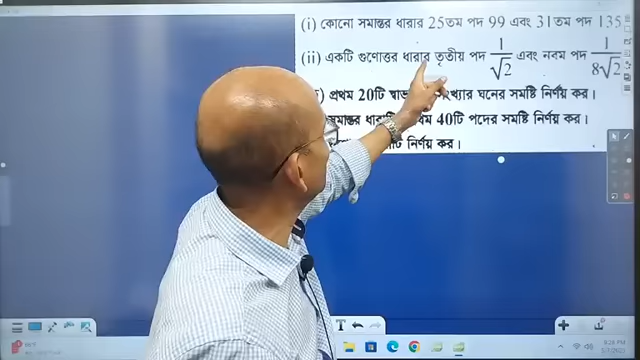 (i) কোনো সমান্তর ধারার 25তম পদ 99 এবং 31তম পদ 135
(ii) একটি গুণোত্তর ধারার তৃতীয় পদ 1/√2 এবং নবম পদ 1/8√2
) প্রথম 20টি ঘনের সমষ্টি নির্ণয় কর।
সমান্তর 40টি পদের সমষ্টি নির্ণয় কর।
নির্ণয় কর।